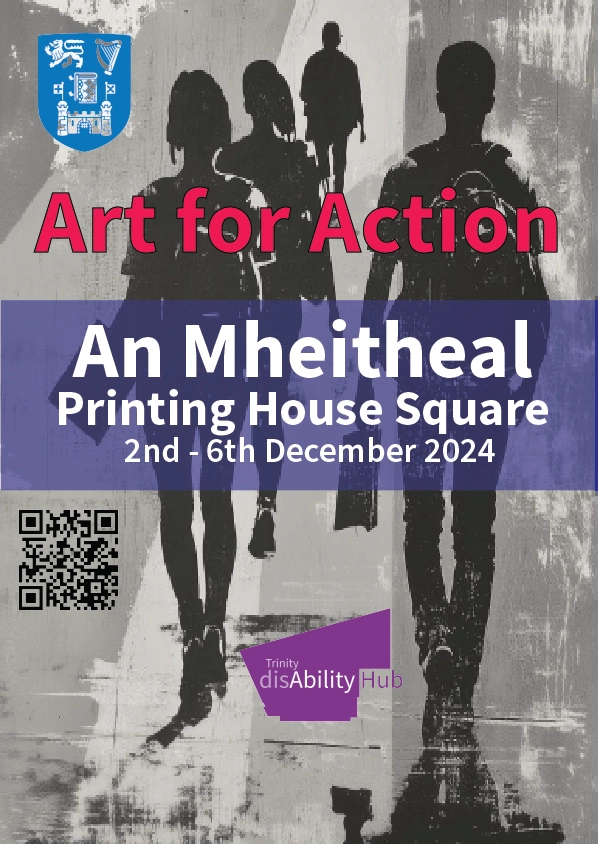 Art for Action
An Mheitheal
Printing House Square
2nd - 6th December 2024
Trinity
disAbility Hub